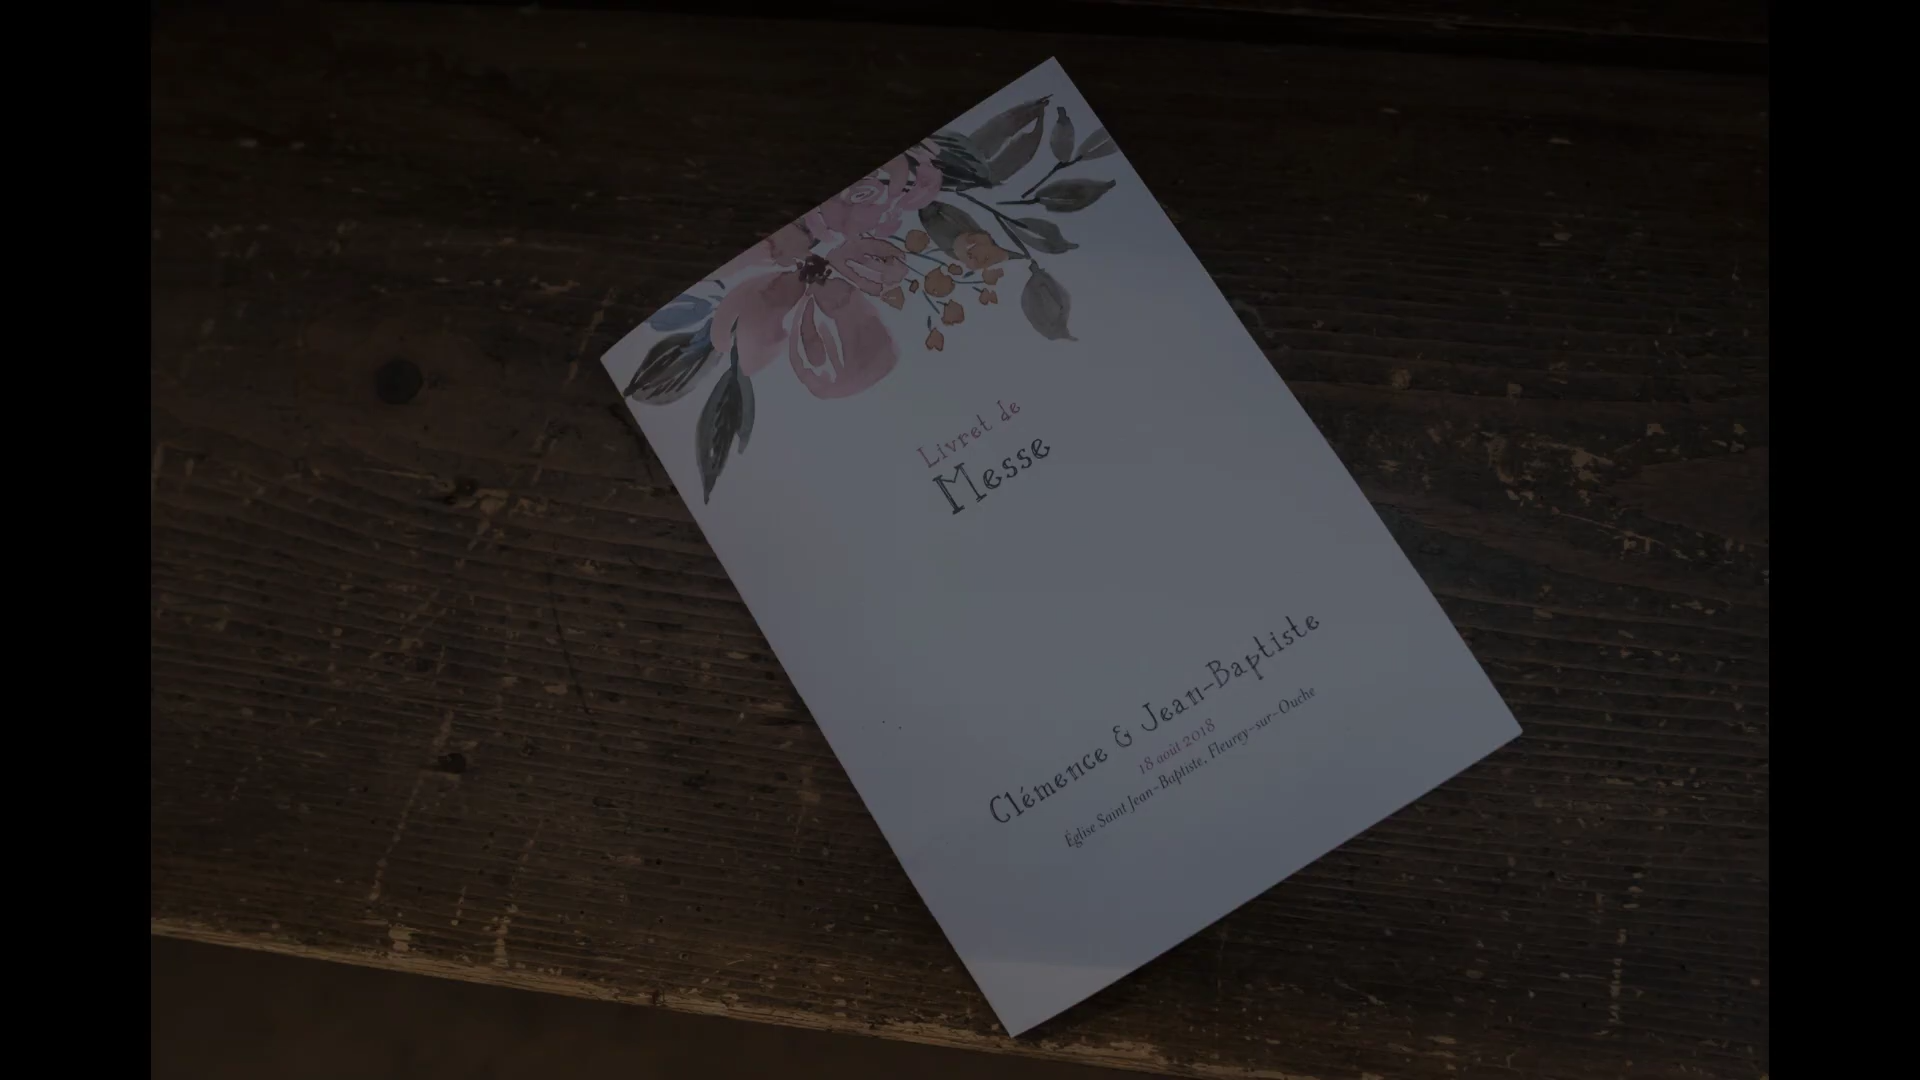 Livret de
Messe
Clémence & Jean-Baptiste
18 août 2018
Église Saint Jean-Baptiste, Fleurey-sur-Ouche